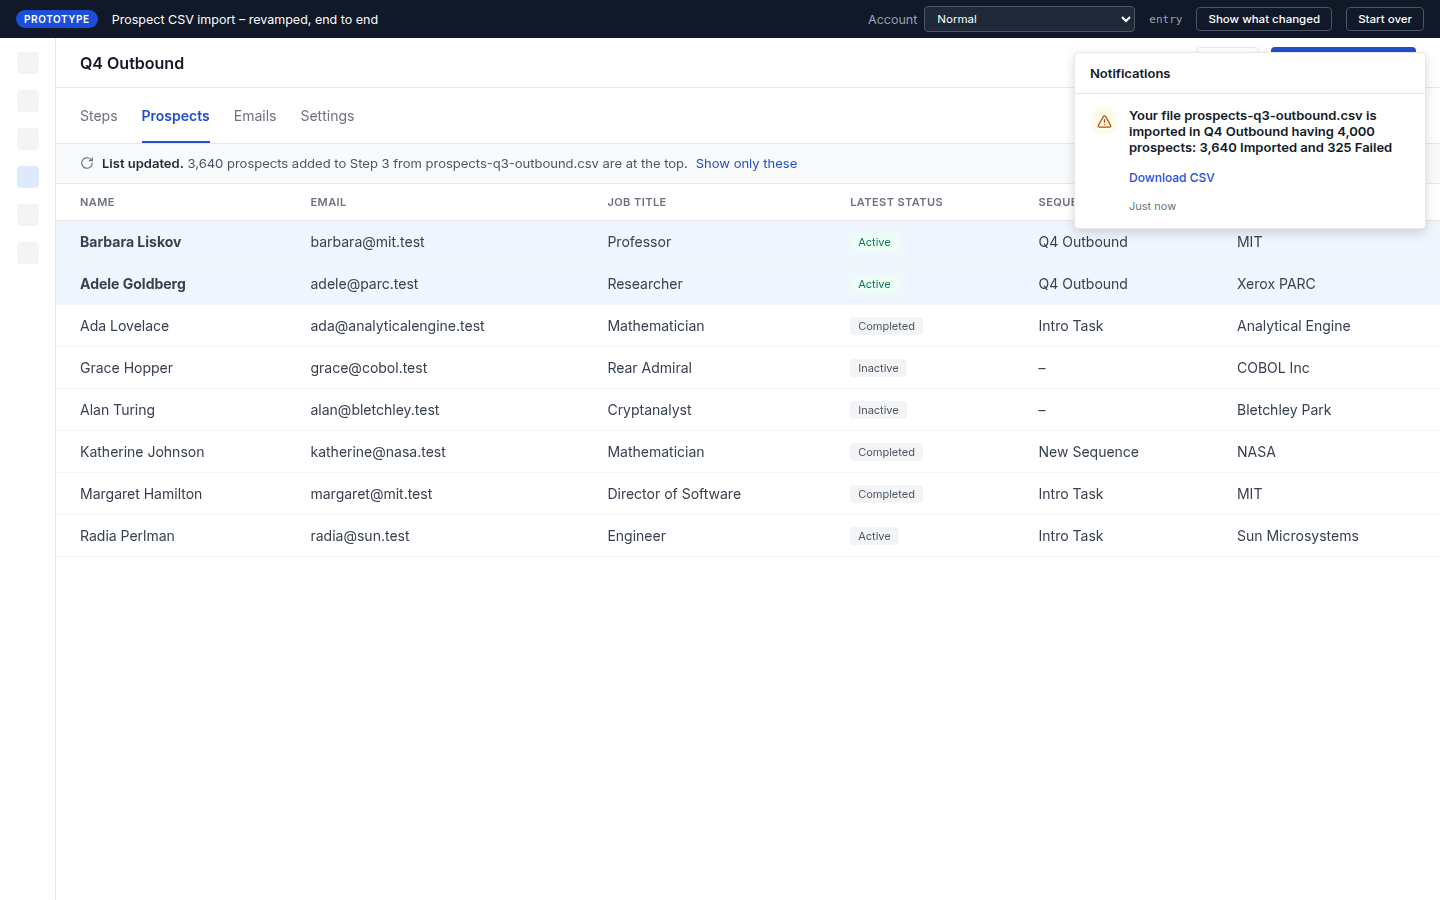 PROTOTYPE Prospect CSV import – revamped, end to end Account Normal entry Show what changed Start over
Q4 Outbound
Notifications
Your file prospects-q3-outbound.csv is
imported in Q4 Outbound having 4,000
prospects: 3,640 Imported and 325 Failed
Download CSV
Just now
Steps Prospects Emails Settings
List updated. 3,640 prospects added to Step 3 from prospects-q3-outbound.csv are at the top. Show only these
NAME EMAIL JOB TITLE LATEST STATUS
Barbara Liskov barbara@mit.test Professor Active Q4 Outbound MIT
Adele Goldberg adele@parc.test Researcher Active Q4 Outbound Xerox PARC
Ada Lovelace ada@analyticalengine.test Mathematician Completed Intro Task Analytical Engine
Grace Hopper grace@cobol.test Rear Admiral Inactive – COBOL Inc
Alan Turing alan@bletchley.test Cryptanalyst Inactive – Bletchley Park
Katherine Johnson katherine@nasa.test Mathematician Completed New Sequence NASA
Margaret Hamilton margaret@mit.test Director of Software Completed Intro Task MIT
Radia Perlman radia@sun.test Engineer Active Intro Task Sun Microsystems